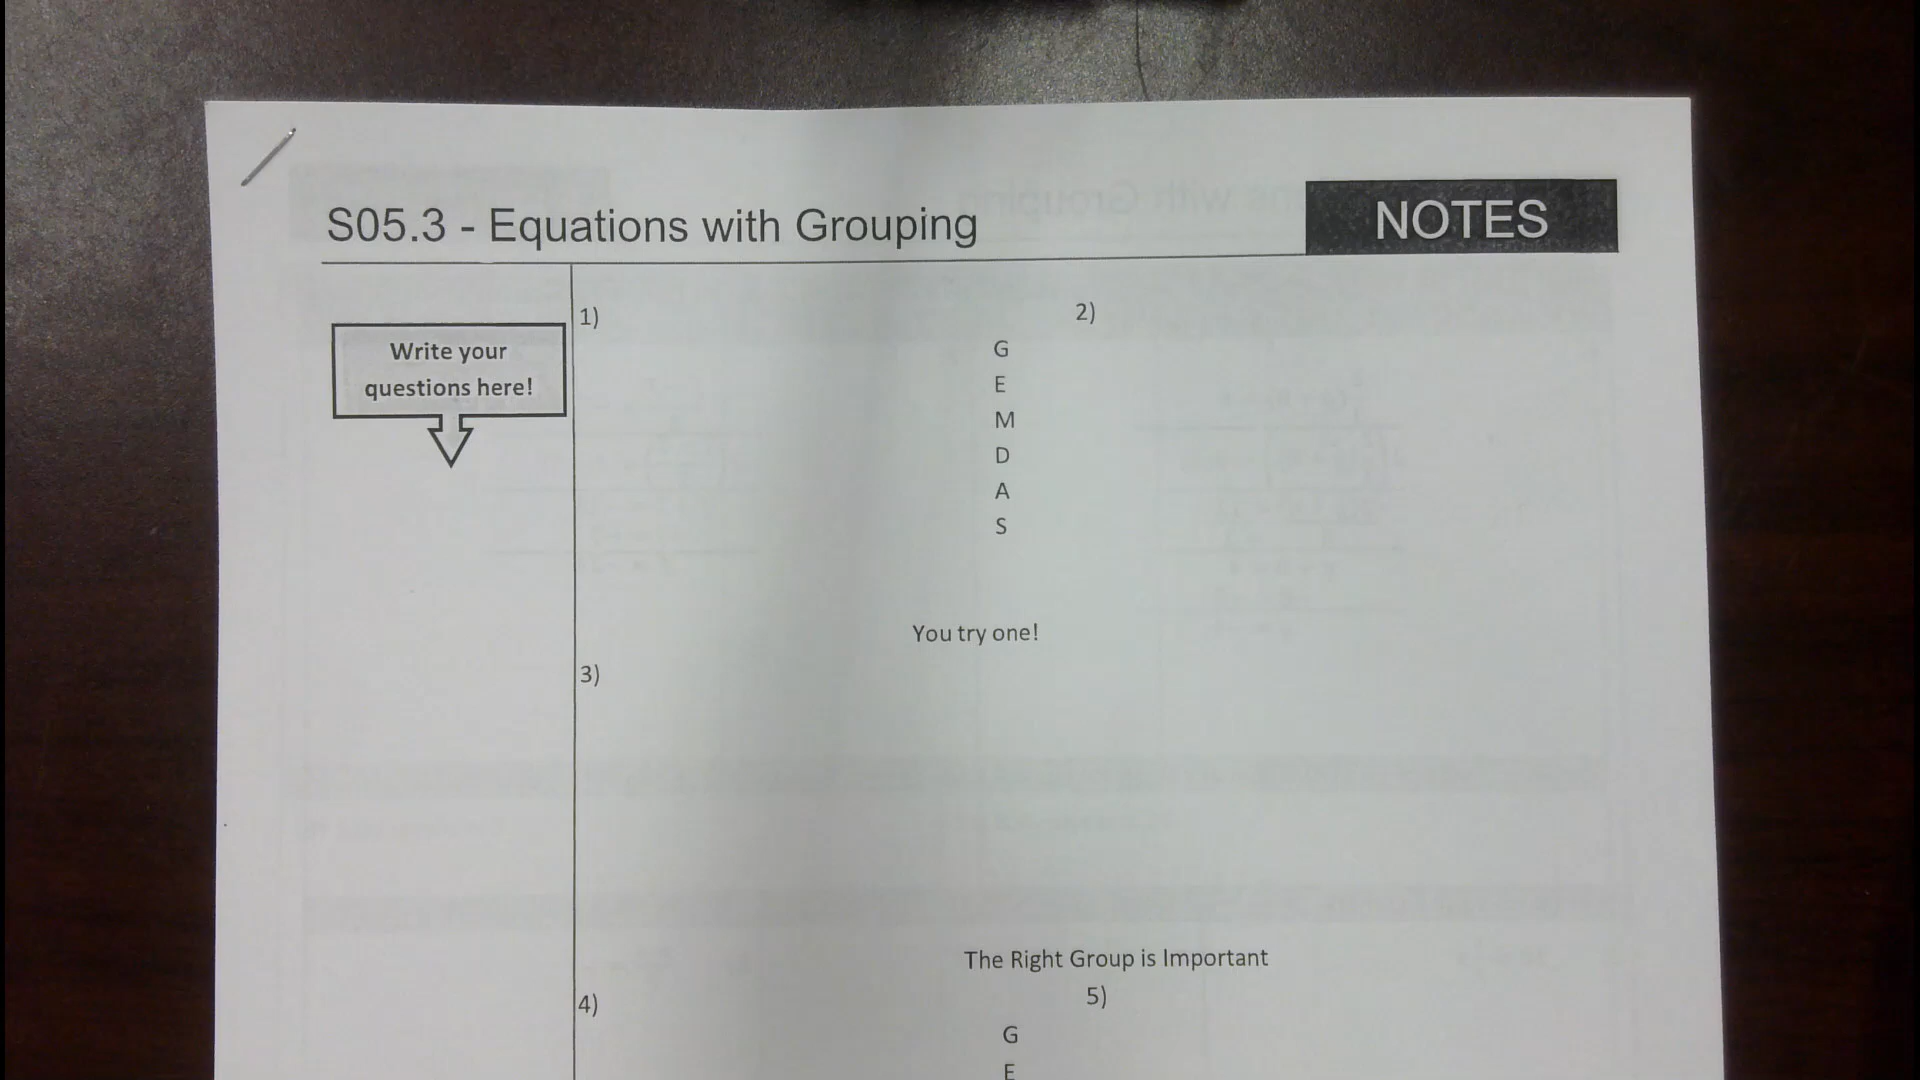 S05.3 - Equations with Grouping
NOTES
Write your
questions here!
1)
2)
G
E
M
D
A
S
You try one!
3)
The Right Group is Important
4)
5)
G
E